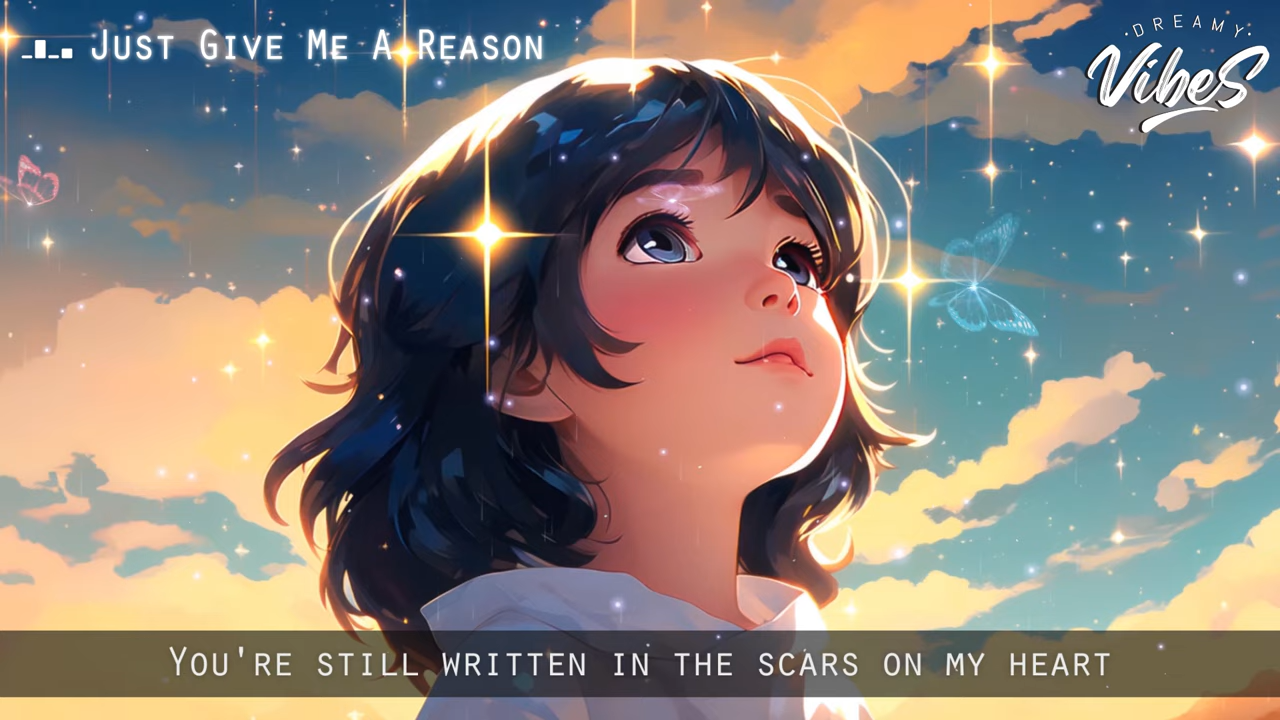 Just Give Me A Reason
·DREAMY·
Vibes
You're still written in the scars on my heart